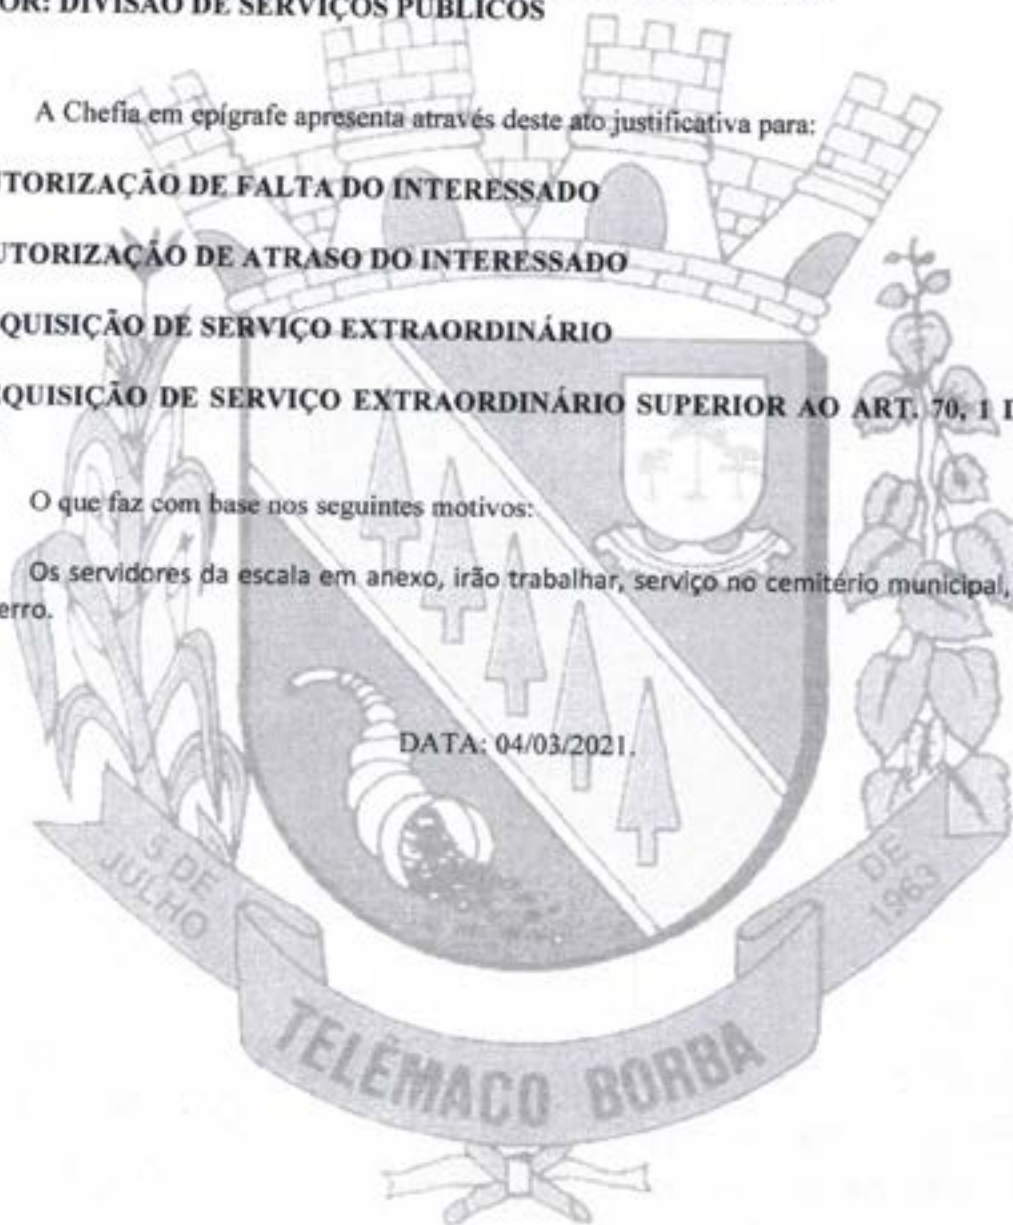 OR: DIVISÃO DE SERVIÇOS PÚBLICOS
A Chefia em epígrafe apresenta através deste ato justificativa para:
UTORIZAÇÃO DE FALTA DO INTERESSADO
UTORIZAÇÃO DE ATRASO DO INTERESSADO
QUISIÇÃO DE SERVIÇO EXTRAORDINÁRIO
EQUISIÇÃO DE SERVIÇO EXTRAORDINÁRIO SUPERIOR AO ART. 70, 1 D
O que faz com base nos seguintes motivos:
Os servidores da escala em anexo, irão trabalhar, serviço no cemitério municipal,
erro.
DATA: 04/03/2021.
5 DE
JULHO
DE
1963
TELÊMACO BORBA